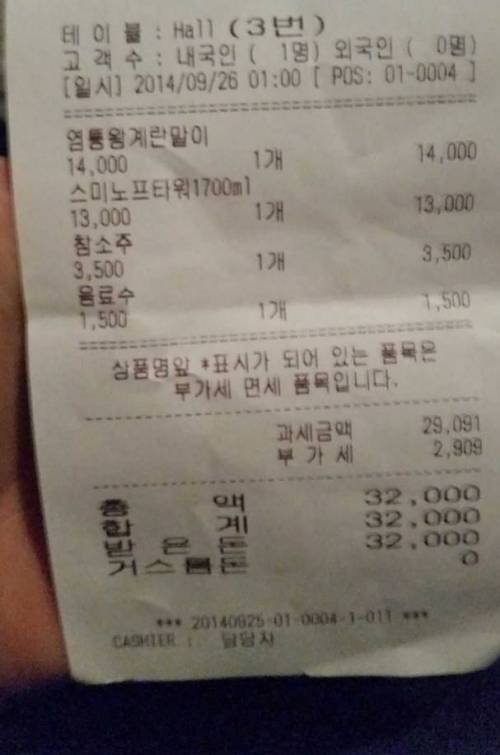 테 이 블 : Hall (3번)
고 객 수 : 내국인 ( 1명) 외국인 ( 0명)
[일시] 2014/09/26 01:00 [ POS: 01-0004 ]
염통왕계란말이
14,000 1개 14,000
스미노프타워1700ml
13,000 1개 13,000
참소주
3,500 1개 3,500
음료수
1,500 1개 1,500
상품명앞 *표시가 되어 있는 품목은
부가세 면세 품목입니다.
과세금액 29,091
부 가 세 2,909
총 액 32,000
합 계 32,000
받 은 돈 32,000
거스름돈 0
*** 20140925-01-0004-1-011 ***
CASHIER : 담당자